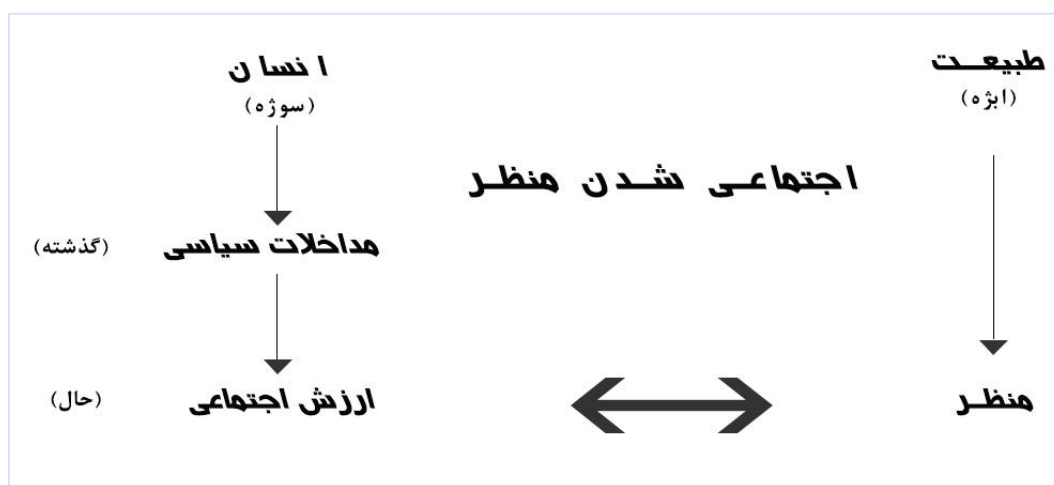 طبیعت
(ابژه)
انسان
(سوژه)
اجتماعی شدن منظر
مداخلات سیاسی
(گذشته)
منظر
ارزش اجتماعی
(حال)